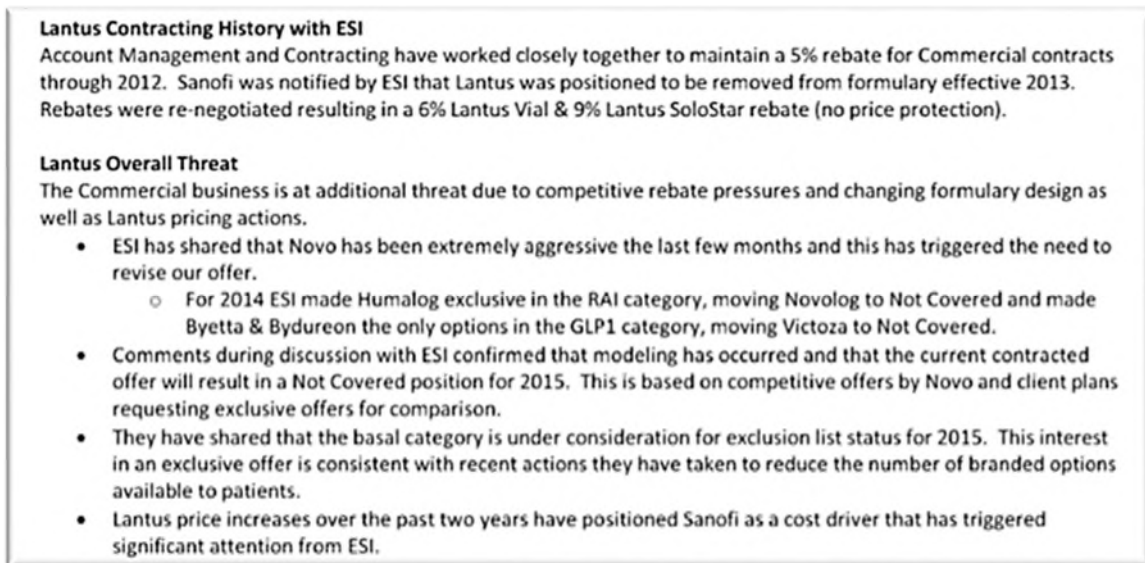 Lantus Contracting History with ESI
Account Management and Contracting have worked closely together to maintain a 5% rebate for Commercial contracts
through 2012. Sanofi was notified by ESI that Lantus was positioned to be removed from formulary effective 2013.
Rebates were re-negotiated resulting in a 6% Lantus Vial & 9% Lantus SoloStar rebate (no price protection).
Lantus Overall Threat
The Commercial business is at additional threat due to competitive rebate pressures and changing formulary design as
well as Lantus pricing actions.
• ESI has shared that Novo has been extremely aggressive the last few months and this has triggered the need to
revise our offer.
○ For 2014 ESI made Humalog exclusive in the RAI category, moving Novolog to Not Covered and made
Byetta & Bydureon the only options in the GLP1 category, moving Victoza to Not Covered.
• Comments during discussion with ESI confirmed that modeling has occurred and that the current contracted
offer will result in a Not Covered position for 2015. This is based on competitive offers by Novo and client plans
requesting exclusive offers for comparison.
• They have shared that the basal category is under consideration for exclusion list status for 2015. This interest
in an exclusive offer is consistent with recent actions they have taken to reduce the number of branded options
available to patients.
• Lantus price increases over the past two years have positioned Sanofi as a cost driver that has triggered
significant attention from ESI.